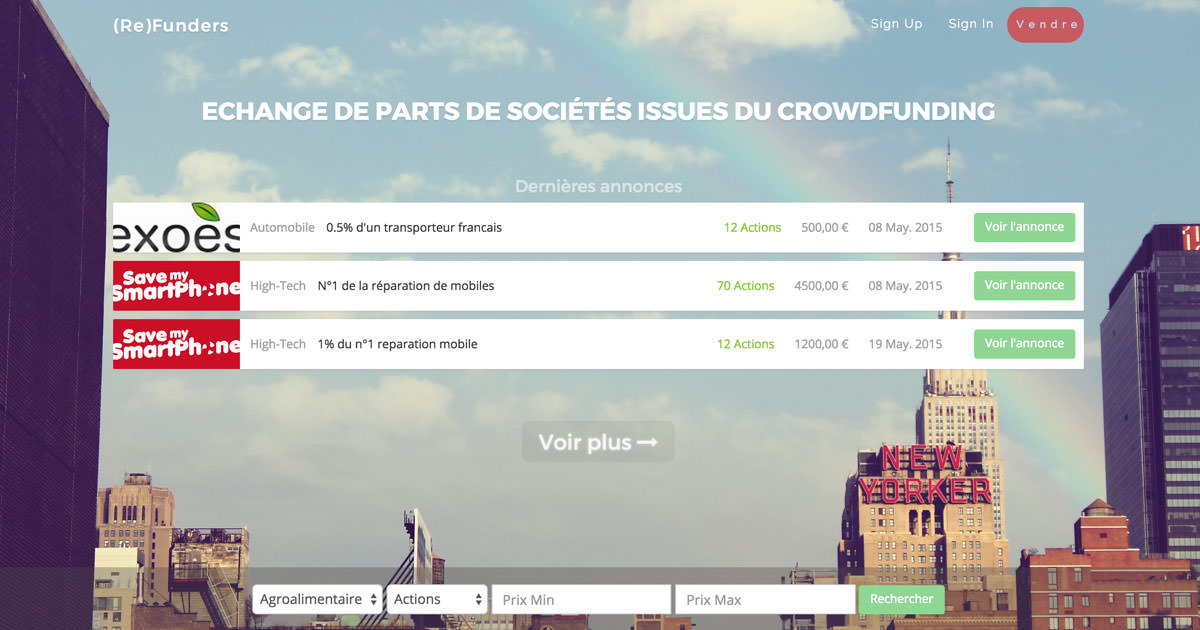 (Re)Funders
Sign Up Sign In Vendre
ECHANGE DE PARTS DE SOCIÉTÉS ISSUES DU CROWDFUNDING
Dernières annonces
exoès Automobile 0.5% d'un transporteur francais 12 Actions 500,00 € 08 May. 2015 Voir l'annonce
Save my
SmartPhone High-Tech N°1 de la réparation de mobiles 70 Actions 4500,00 € 08 May. 2015 Voir l'annonce
Save my
SmartPhone High-Tech 1% du n°1 reparation mobile 12 Actions 1200,00 € 19 May. 2015 Voir l'annonce
Voir plus →
NEW
YORKER
Agroalimentaire Actions Prix Min Prix Max Rechercher